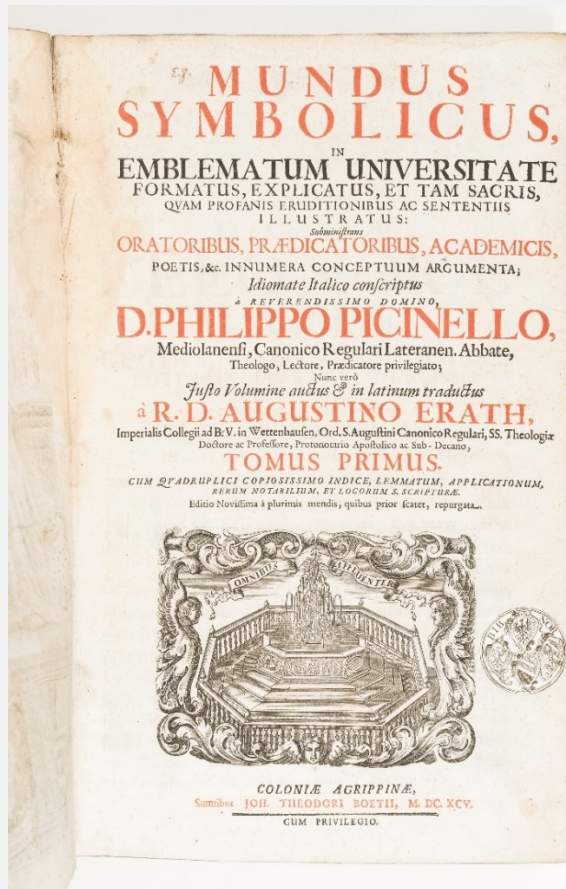 MUNDUS
SYMBOLICUS,
IN
EMBLEMATUM UNIVERSITATE
FORMATUS, EXPLICATUS, ET TAM SACRIS,
QVAM PROFANIS ERUDITIONIBUS AC SENTENTIIS
ILLUSTRATUS:
Subministrans
ORATORIBUS, PRÆDICATORIBUS, ACADEMICIS,
POETIS, &c. INNUMERA CONCEPTUUM ARGUMENTA;
Idiomate Italico conscriptus
à REVERENDISSIMO DOMINO,
D. PHILIPPO PICINELLO,
Mediolanensi, Canonico Regulari Lateranen. Abbate,
Theologo, Lectore, Prædicatore privilegiato;
Nunc verò
Justo Volumine auctus & in latinum traductus
à R. D. AUGUSTINO ERATH,
Imperialis Collegii ad B. V. in Wettenhausen, Ord. S. Augustini Canonico Regulari, SS. Theologiæ
Doctore ac Professore, Protonotario Apostolico ac Sub-Decano,
TOMUS PRIMUS.
CUM QVADRUPLICI COPIOSISSIMO INDICE, LEMMATUM, APPLICATIONUM,
RERUM NOTABILIUM, ET LOCORUM S. SCRIPTURÆ.
Editio Novissima à plurimis mendis, quibus prior scatet, repurgata.
OMNIBUS AFFLUENTER
COLONIÆ AGRIPPINÆ,
Sumtibus JOH. THEODORI BOETII, M. DC. XCV.
CUM PRIVILEGIO.